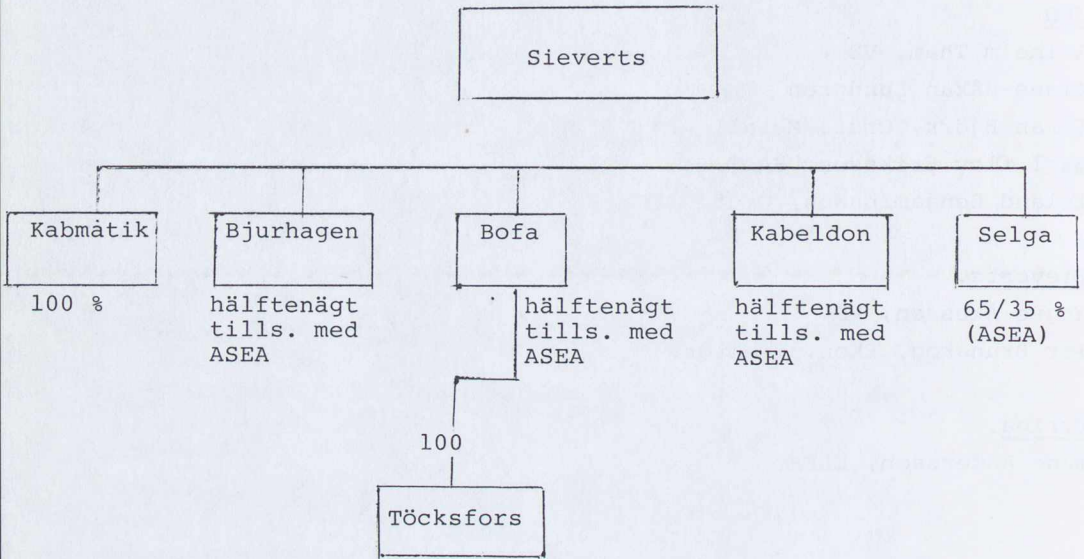 Sieverts
Kabmåtik
Bjurhagen
Bofa
Kabeldon
Selga
100 %
hälftenägt
tills. med
ASEA
hälftenägt
tills. med
ASEA
hälftenägt
tills. med
ASEA
65/35 %
(ASEA)
100
Töcksfors